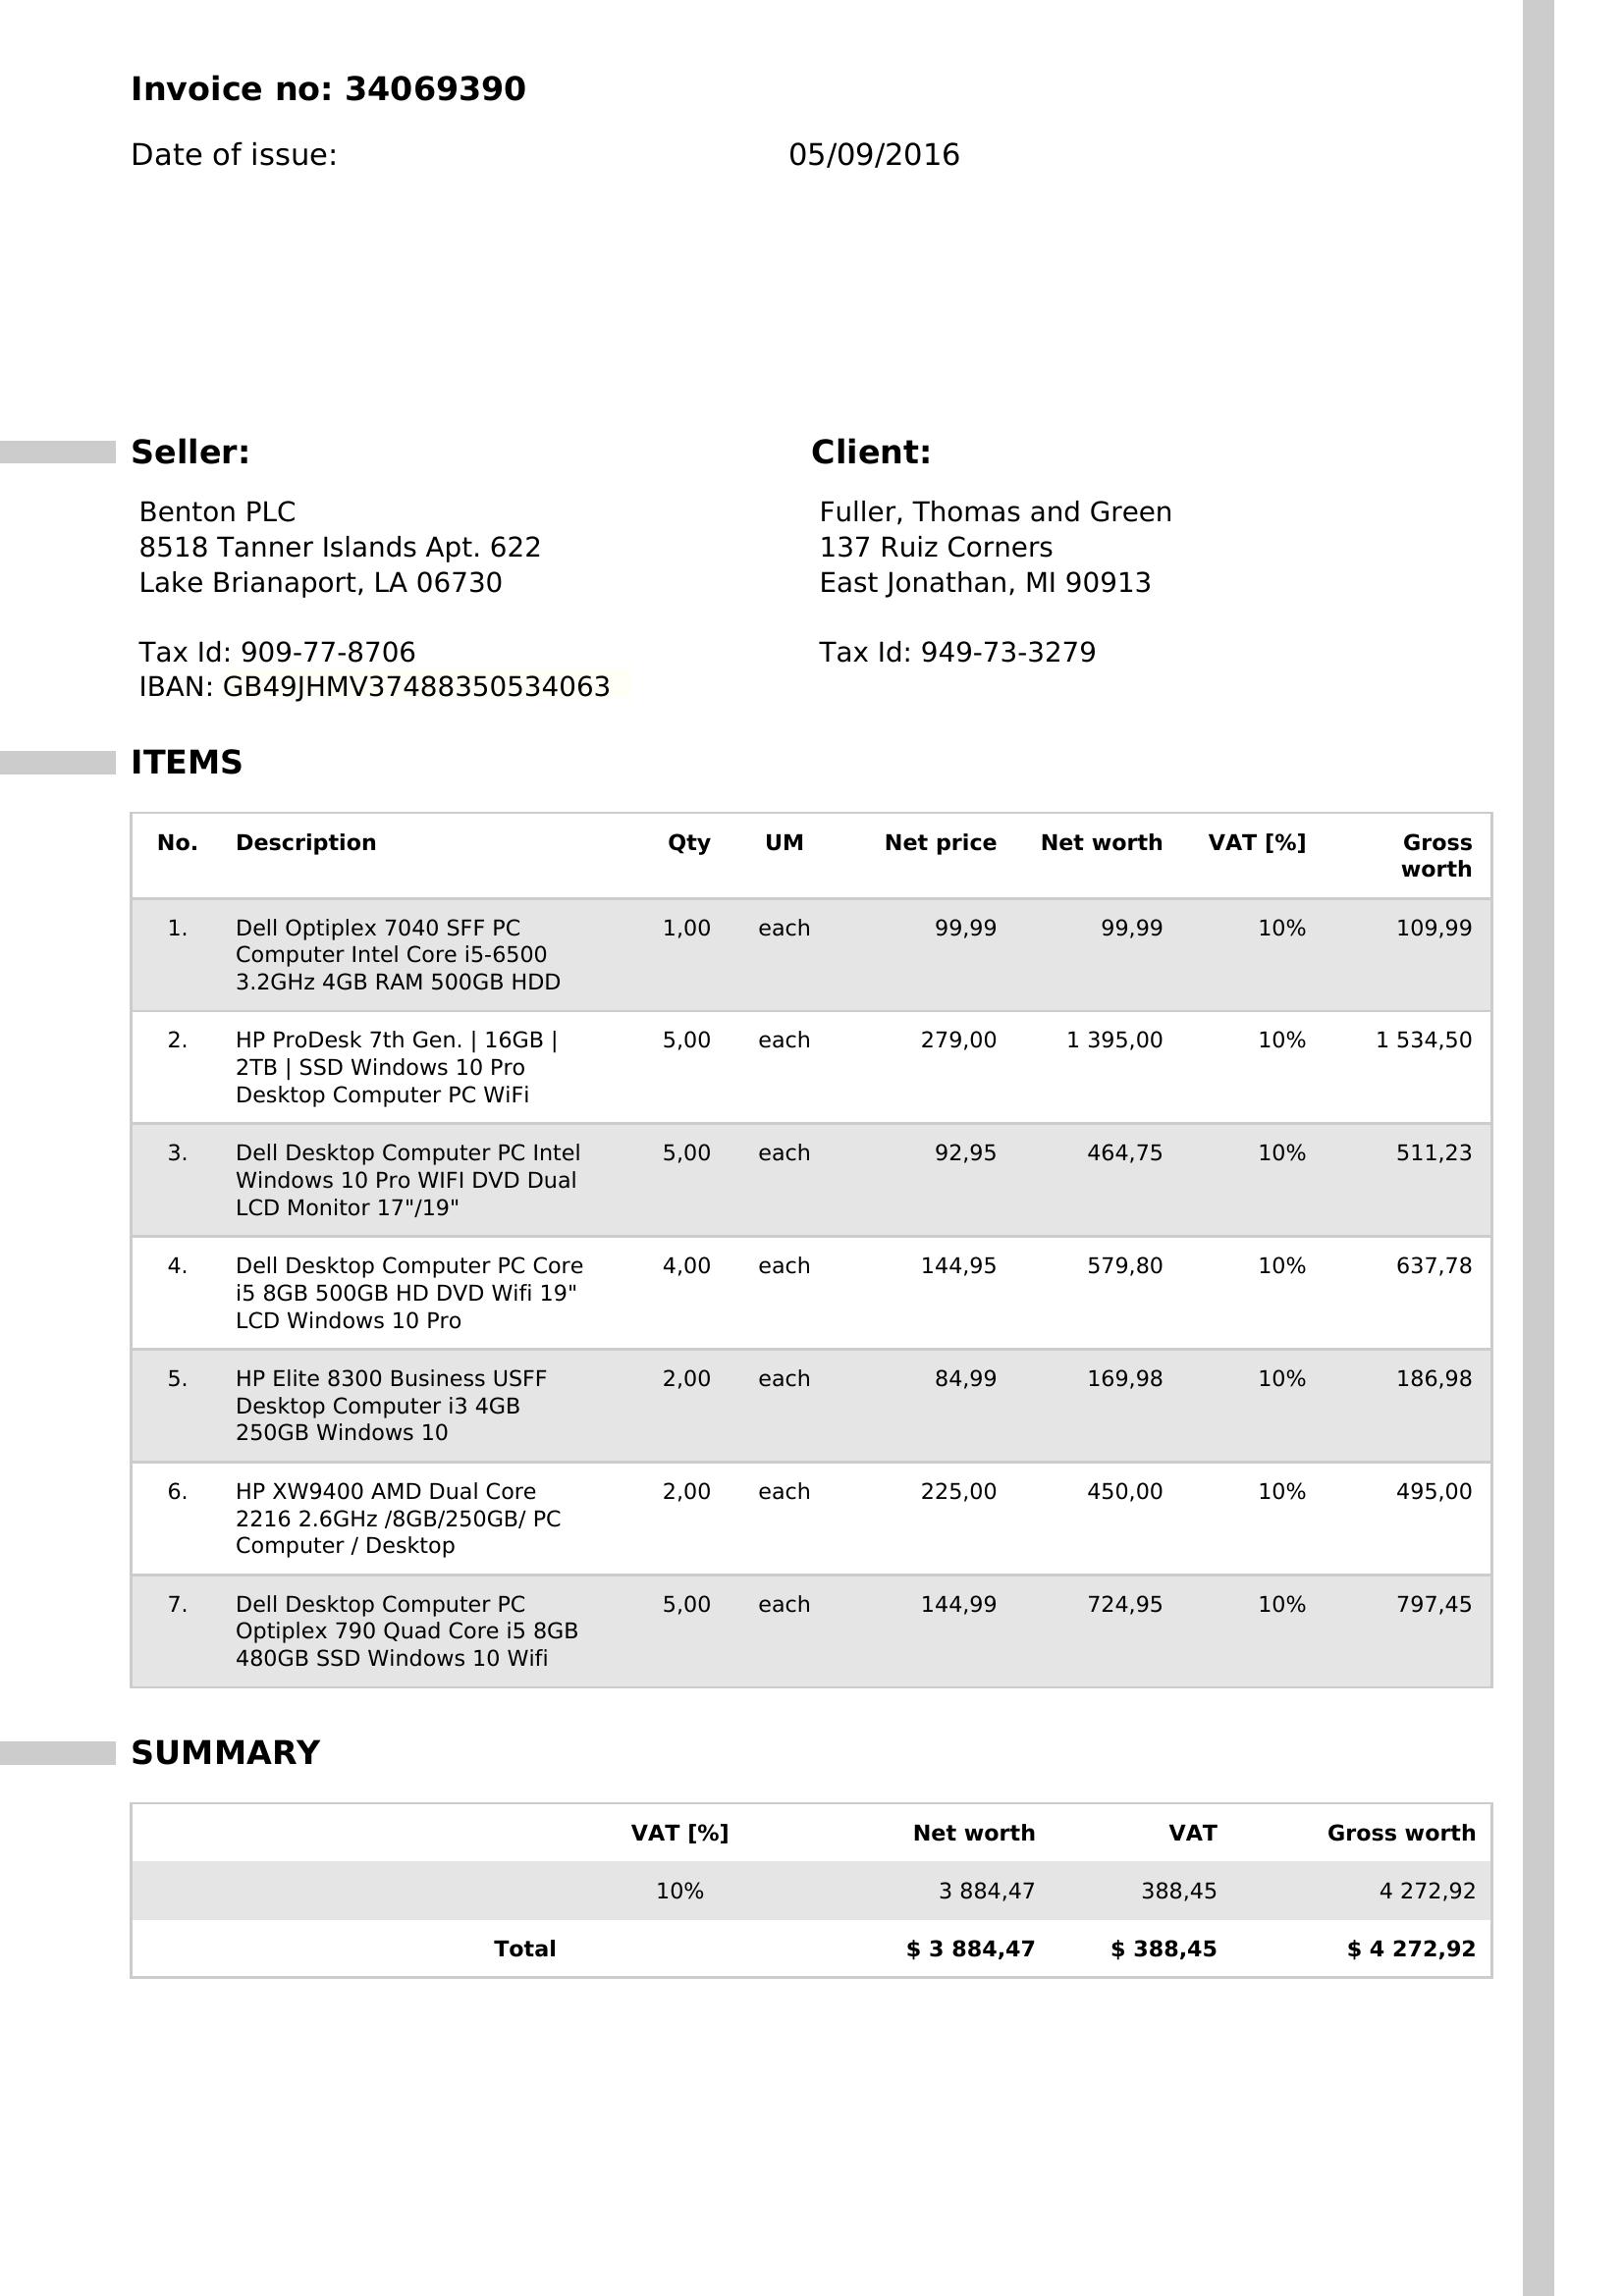 Invoice no: 34069390
Date of issue: 05/09/2016
Seller: Client:
Benton PLC Fuller, Thomas and Green
8518 Tanner Islands Apt. 622 137 Ruiz Corners
Lake Brianaport, LA 06730 East Jonathan, MI 90913
Tax Id: 909-77-8706 Tax Id: 949-73-3279
IBAN: GB49JHMV37488350534063
ITEMS
No. Description Qty UM Net price Net worth VAT [%] Gross
worth
1. Dell Optiplex 7040 SFF PC 1,00 each 99,99 99,99 10% 109,99
Computer Intel Core i5-6500
3.2GHz 4GB RAM 500GB HDD
2. HP ProDesk 7th Gen. | 16GB | 5,00 each 279,00 1 395,00 10% 1 534,50
2TB | SSD Windows 10 Pro
Desktop Computer PC WiFi
3. Dell Desktop Computer PC Intel 5,00 each 92,95 464,75 10% 511,23
Windows 10 Pro WIFI DVD Dual
LCD Monitor 17"/19"
4. Dell Desktop Computer PC Core 4,00 each 144,95 579,80 10% 637,78
i5 8GB 500GB HD DVD Wifi 19"
LCD Windows 10 Pro
5. HP Elite 8300 Business USFF 2,00 each 84,99 169,98 10% 186,98
Desktop Computer i3 4GB
250GB Windows 10
6. HP XW9400 AMD Dual Core 2,00 each 225,00 450,00 10% 495,00
2216 2.6GHz /8GB/250GB/ PC
Computer / Desktop
7. Dell Desktop Computer PC 5,00 each 144,99 724,95 10% 797,45
Optiplex 790 Quad Core i5 8GB
480GB SSD Windows 10 Wifi
SUMMARY
VAT [%] Net worth VAT Gross worth
10% 3 884,47 388,45 4 272,92
Total $ 3 884,47 $ 388,45 $ 4 272,92